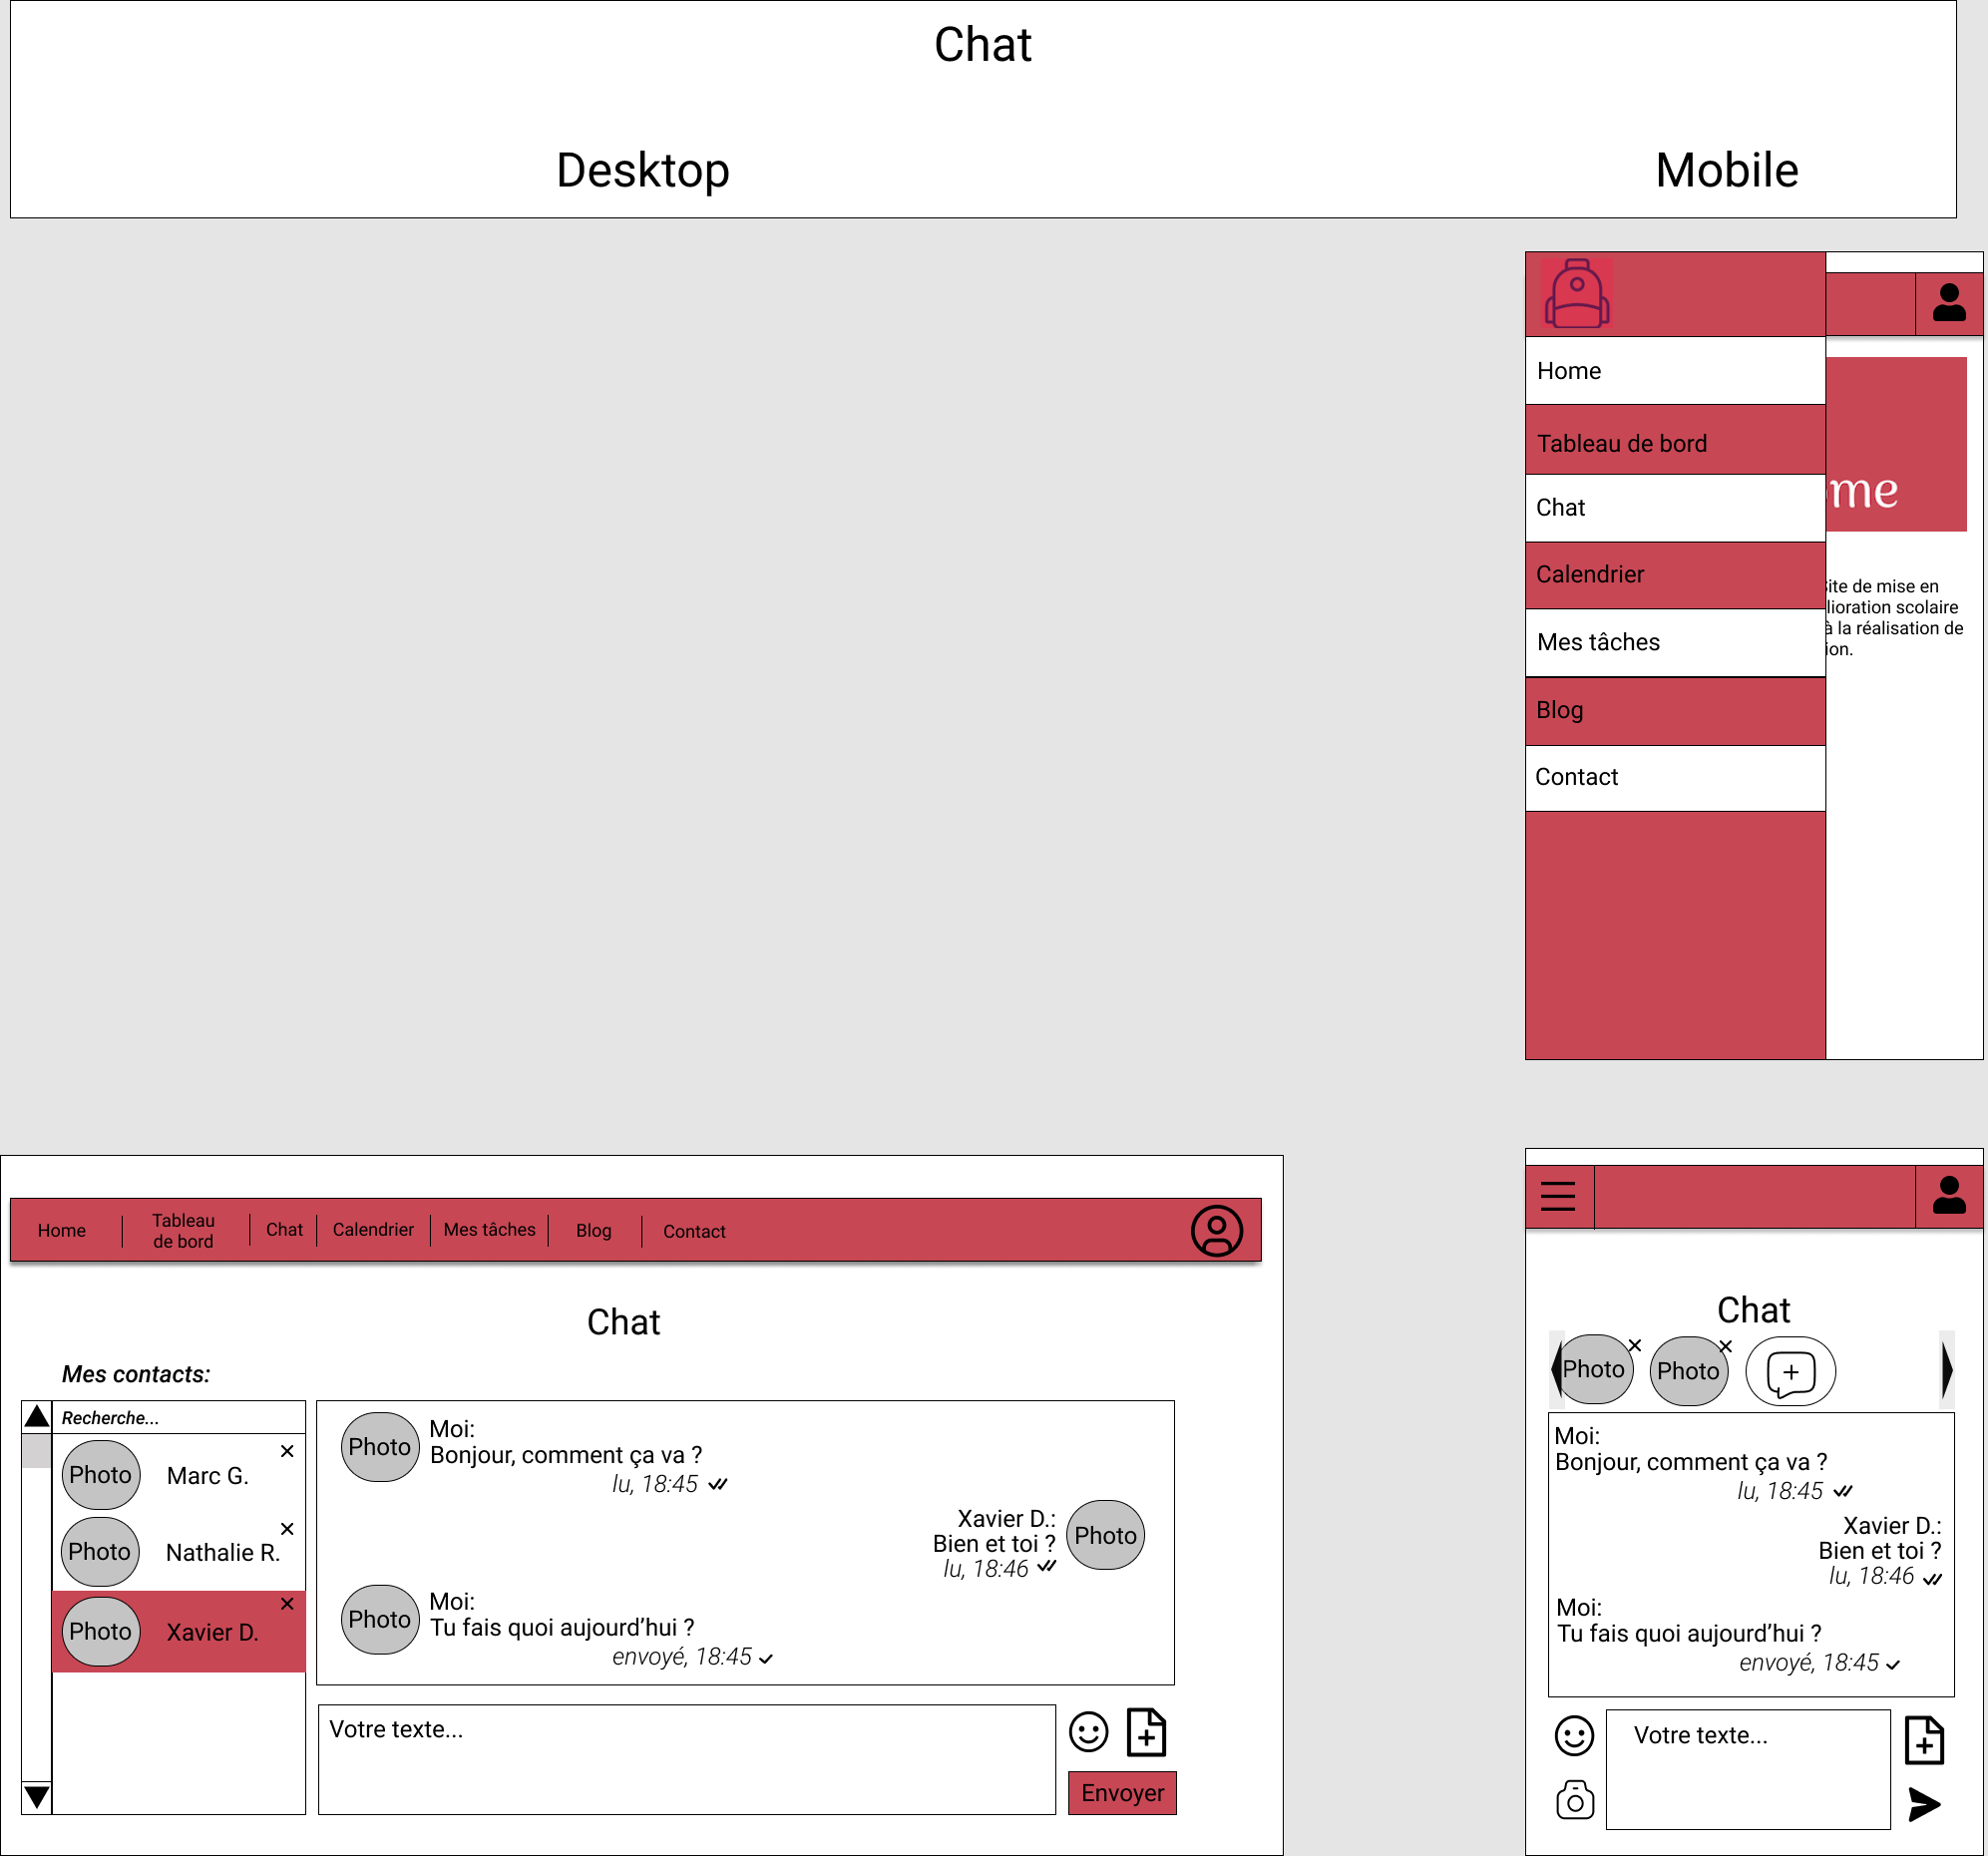 Chat
Desktop
Mobile
Home
Tableau de bord
Chat
Calendrier
Mes tâches
Blog
Contact
me
ite de mise en
lioration scolaire
à la réalisation de
ion.
Home
Tableau
de bord
Chat
Calendrier
Mes tâches
Blog
Contact
Chat
Mes contacts:
Recherche...
Photo
Marc G.
Photo
Nathalie R.
Photo
Xavier D.
Photo
Moi:
Bonjour, comment ça va ?
lu, 18:45
Xavier D.:
Bien et toi ?
lu, 18:46
Photo
Photo
Moi:
Tu fais quoi aujourd’hui ?
envoyé, 18:45
Votre texte...
Envoyer
Chat
Photo
Photo
Moi:
Bonjour, comment ça va ?
lu, 18:45
Xavier D.:
Bien et toi ?
lu, 18:46
Moi:
Tu fais quoi aujourd’hui ?
envoyé, 18:45
Votre texte...